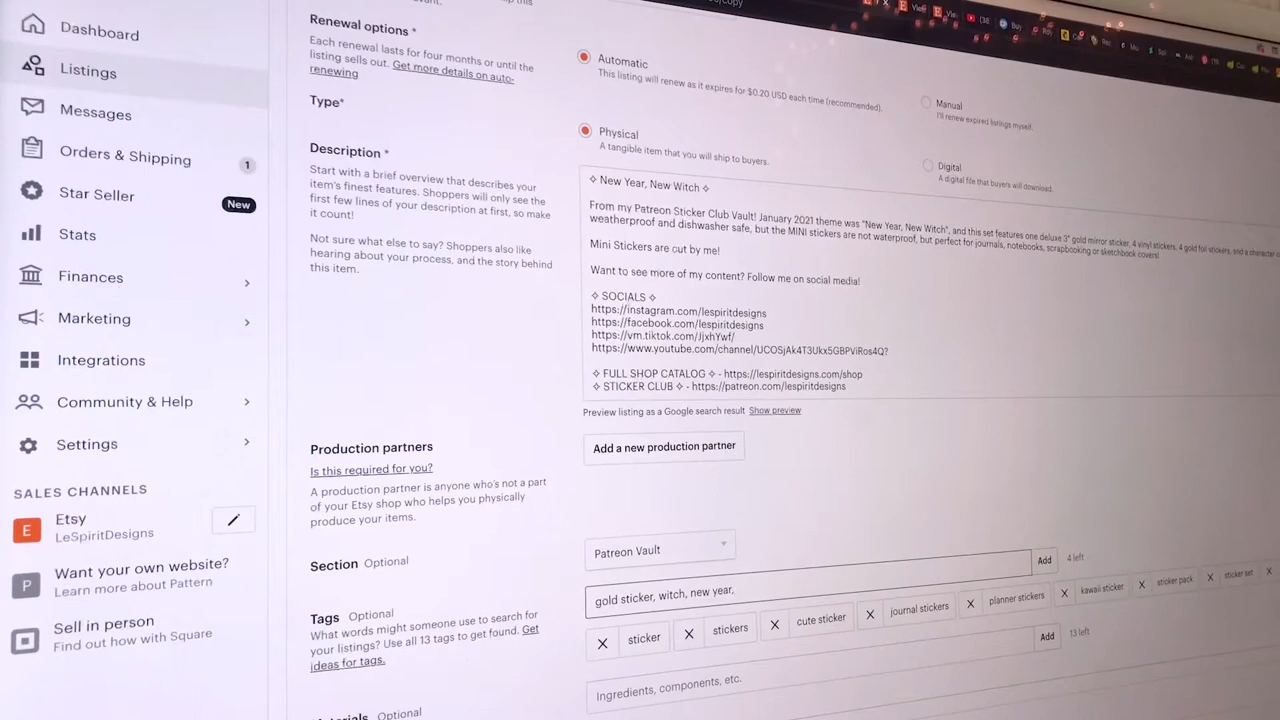 Dashboard
Listings
Messages
Orders & Shipping 1
Star Seller
New
Stats
Finances
Marketing
Integrations
Community & Help
Settings
SALES CHANNELS
Etsy
LeSpiritDesigns
Want your own website?
Learn more about Pattern
Sell in person
Find out how with Square
Renewal options *
Each renewal lasts for four months or until the
listing sells out. Get more details on auto-
renewing
Automatic
This listing will renew as it expires for $0.20 USD each time (recommended).
Manual
I'll renew expired listings myself.
Type*
Physical
A tangible item that you will ship to buyers.
Digital
A digital file that buyers will download.
Description *
Start with a brief overview that describes your
item's finest features. Shoppers will only see the
first few lines of your description at first, so make
it count!
Not sure what else to say? Shoppers also like
hearing about your process, and the story behind
this item.
✧ New Year, New Witch ✧
From my Patreon Sticker Club Vault! January 2021 theme was "New Year, New Witch", and this set features one deluxe 3" gold mirror sticker, 4 vinyl stickers, 4 gold foil stickers, and a character
weatherproof and dishwasher safe, but the MINI stickers are not waterproof, but perfect for journals, notebooks, scrapbooking or sketchbook covers!
Mini Stickers are cut by me!
Want to see more of my content? Follow me on social media!
✧ SOCIALS ✧
https://instagram.com/lespiritdesigns
https://facebook.com/lespiritdesigns
https://vm.tiktok.com/JjxhYwf/
https://www.youtube.com/channel/UCOSjAk4T3Ukx5GBPViRos4Q?
✧ FULL SHOP CATALOG ✧ - https://lespiritdesigns.com/shop
✧ STICKER CLUB ✧ - https://patreon.com/lespiritdesigns
Preview listing as a Google search result Show preview
Production partners
Is this required for you?
A production partner is anyone who's not a part
of your Etsy shop who helps you physically
produce your items.
Add a new production partner
Section Optional
Patreon Vault
Tags Optional
What words might someone use to search for
your listings? Use all 13 tags to get found. Get
ideas for tags.
gold sticker, witch, new year,
Add 4 left
sticker stickers cute sticker journal stickers planner stickers kawaii sticker sticker pack sticker set
Optional
Ingredients, components, etc.
Add 13 left